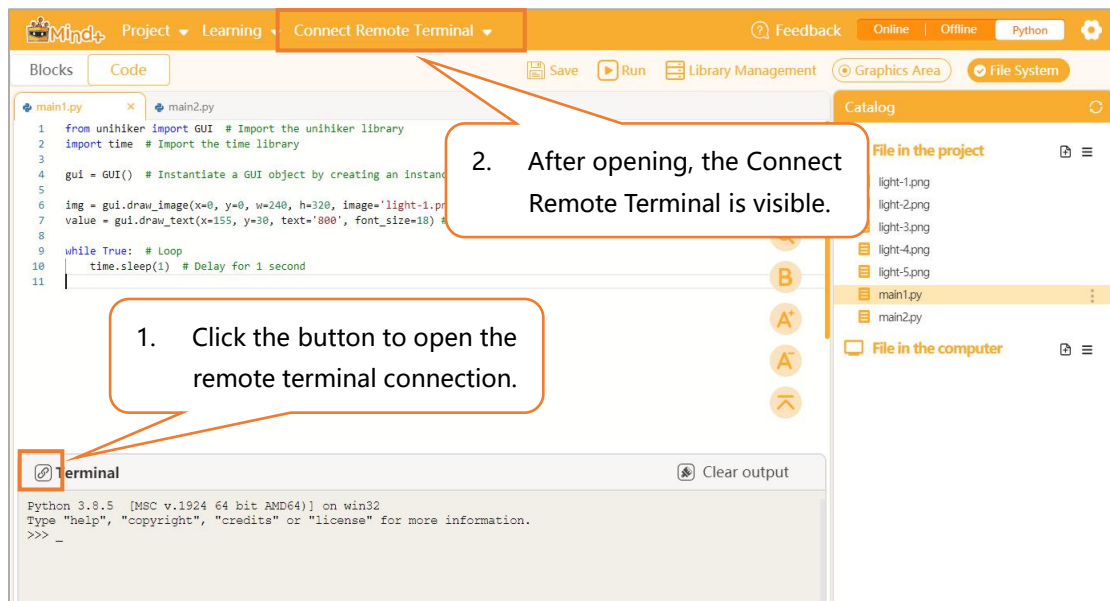 Mind+ Project Learning Connect Remote Terminal Feedback Online | Offline Python
Blocks Code Save Run Library Management Graphics Area File System
main1.py × main2.py
1 from unihiker import GUI # Import the unihiker library
2 import time # Import the time library
3
4 gui = GUI() # Instantiate a GUI object by creating an
5
6 img = gui.draw_image(x=0, y=0, w=240, h=320, image='light-1.
7 value = gui.draw_text(x=155, y=30, text='800', font_size=18)
8
9 while True: # Loop
10 time.sleep(1) # Delay for 1 second
11
2. After opening, the Connect
Remote Terminal is visible.
B
A+
A-
1. Click the button to open the
remote terminal connection.
Catalog
File in the project
light-1.png
light-2.png
light-3.png
light-4.png
light-5.png
main1.py
main2.py
File in the computer
Terminal Clear output
Python 3.8.5 [MSC v.1924 64 bit AMD64)] on win32
Type "help", "copyright", "credits" or "license" for more information.
>>> _